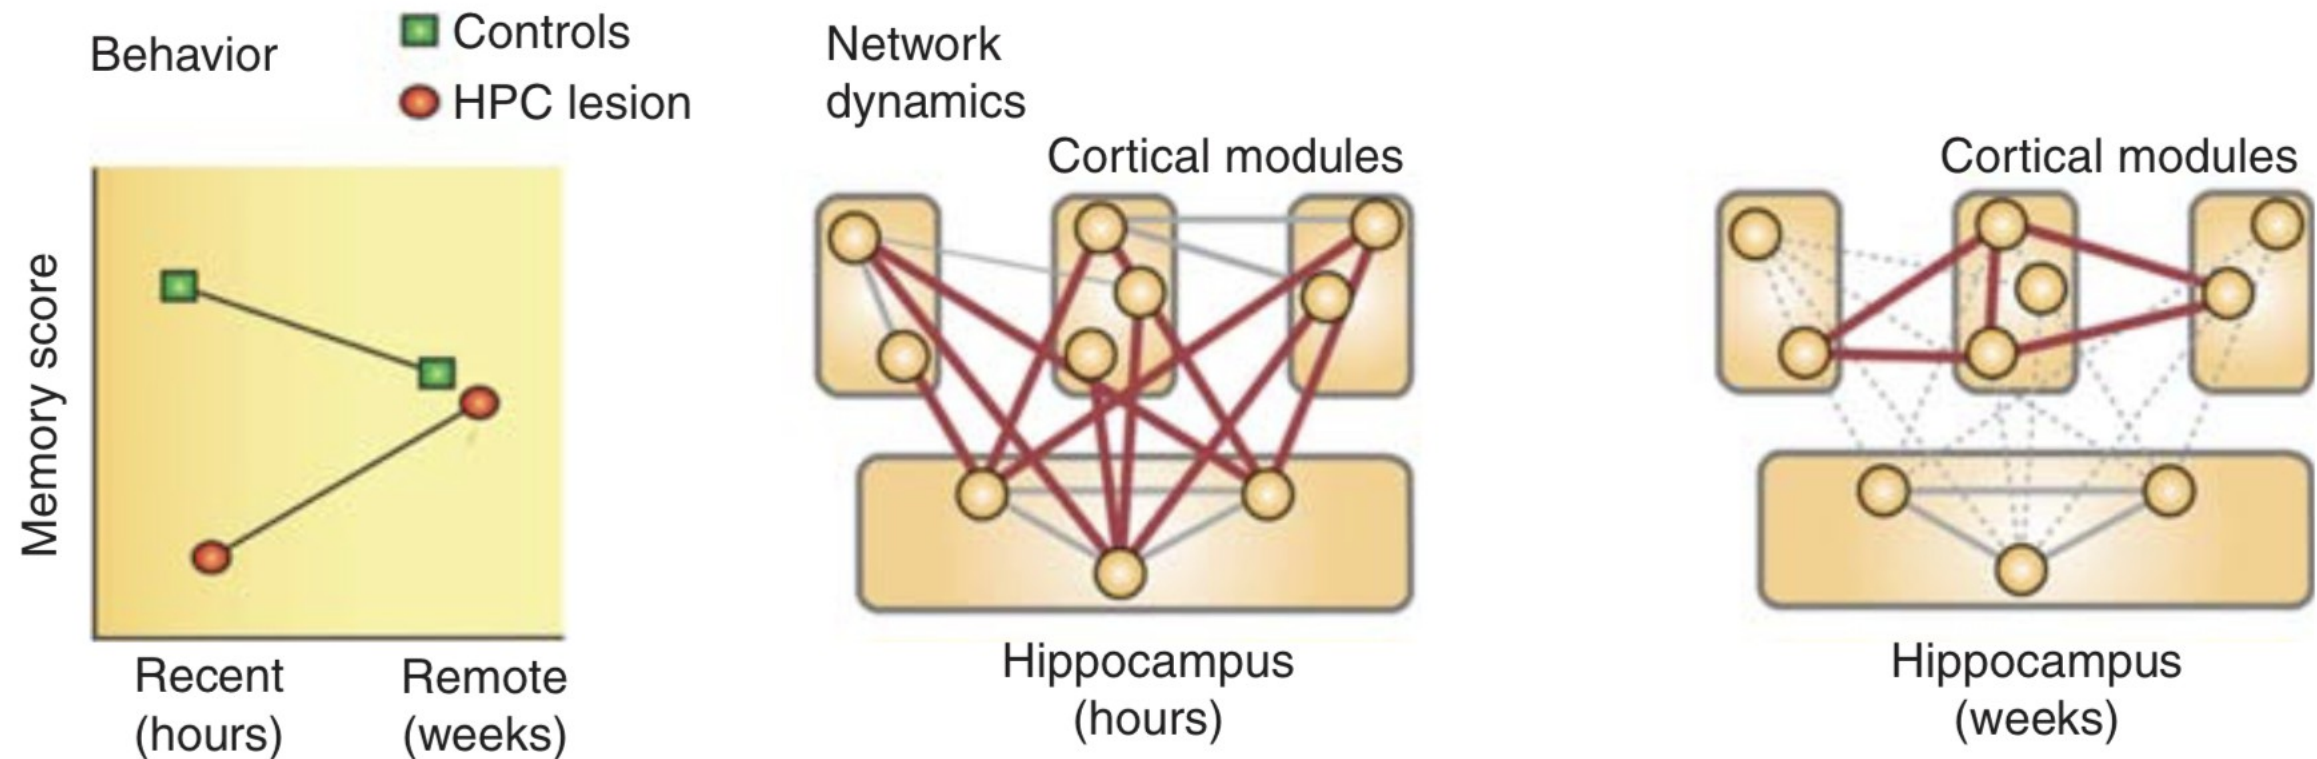 Behavior
Controls
HPC lesion
Memory score
Recent
(hours)
Remote
(weeks)
Network
dynamics
Cortical modules
Hippocampus
(hours)
Cortical modules
Hippocampus
(weeks)